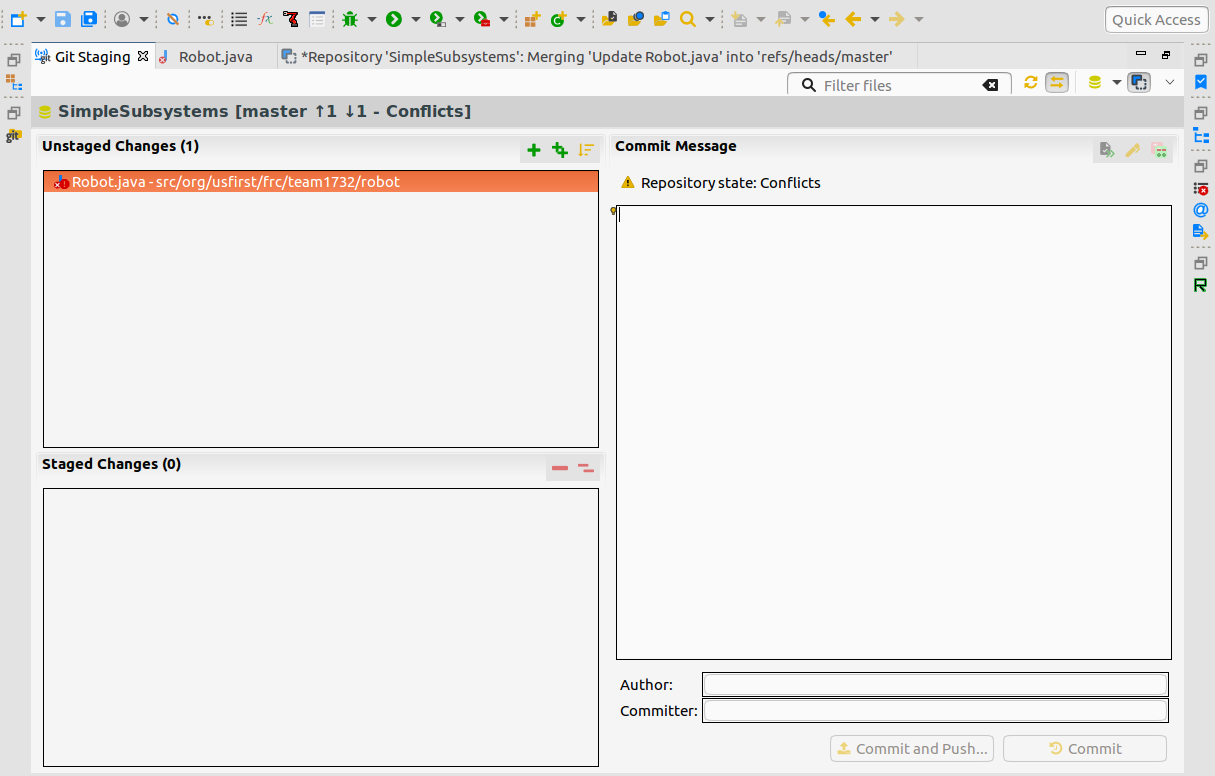 Quick Access
Git Staging
Robot.java
*Repository 'SimpleSubsystems': Merging 'Update Robot.java' into 'refs/heads/master'
Filter files
SimpleSubsystems [master ↑1 ↓1 - Conflicts]
Unstaged Changes (1)
Robot.java - src/org/usfirst/frc/team1732/robot
Staged Changes (0)
Commit Message
Repository state: Conflicts
Author:
Committer:
Commit and Push...
Commit
git